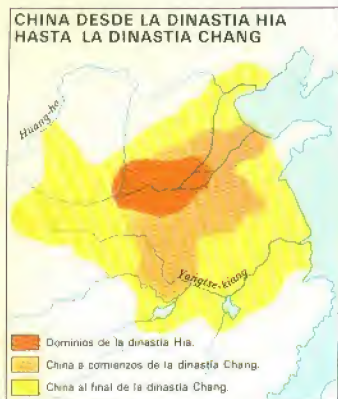 CHINA DESDE LA DINASTIA HIA
HASTA LA DINASTIA CHANG
Huang-ho
Yangtse-kiang
Dominios de la dinastía Hia.
China a comienzos de la dinastía Chang.
China al final de la dinastía Chang.